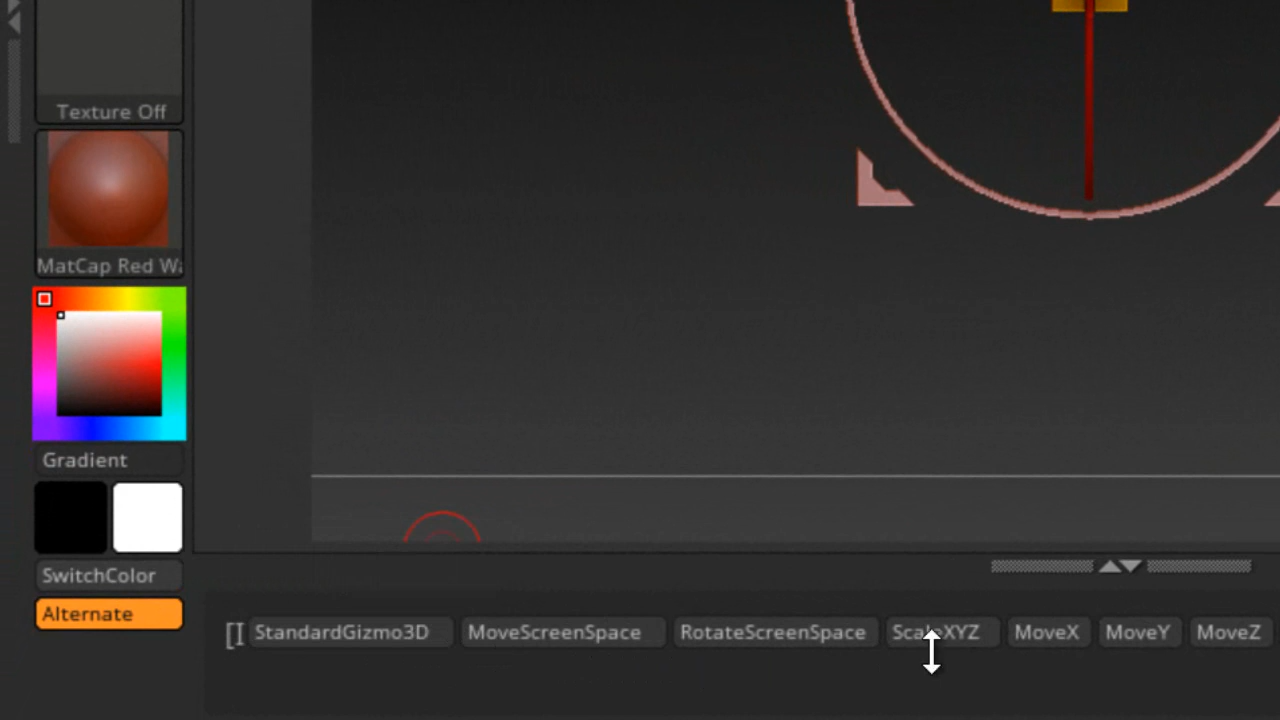 Texture Off
MatCap Red Wa
Gradient
SwitchColor
Alternate
StandardGizmo3D MoveScreenSpace RotateScreenSpace ScaleXYZ MoveX MoveY MoveZ